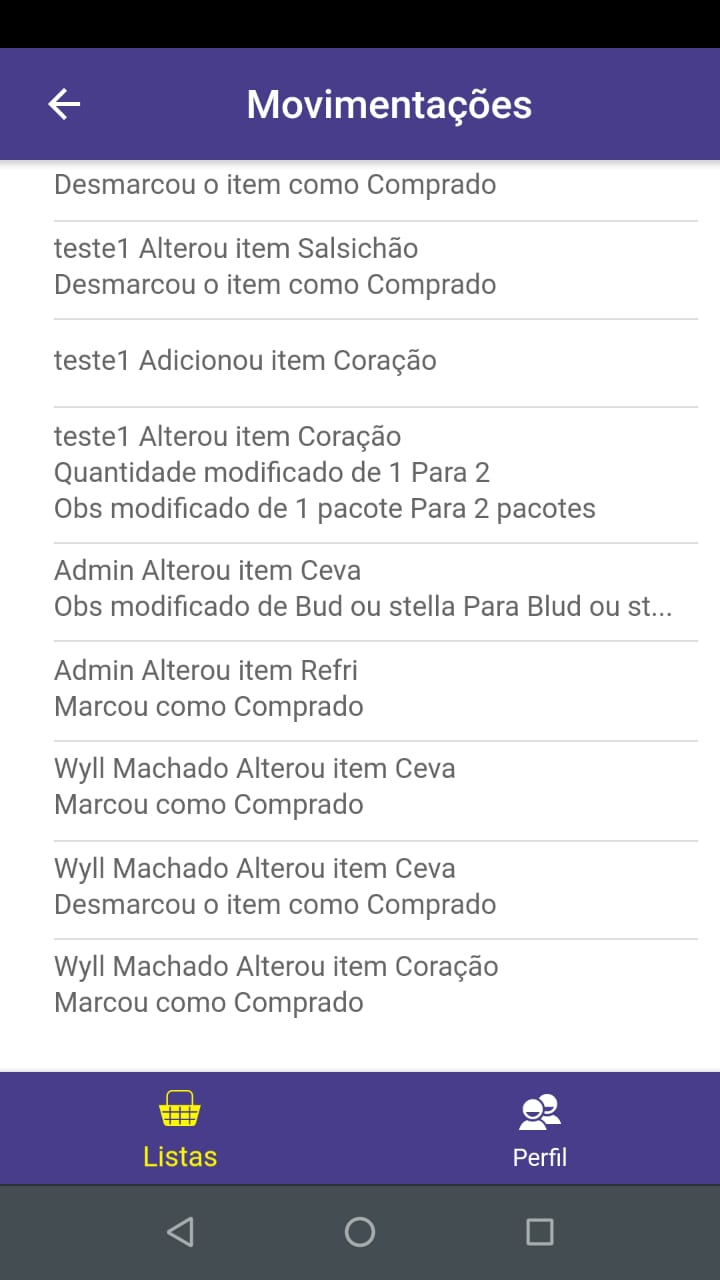 Movimentações
Desmarcou o item como Comprado
teste1 Alterou item Salsichão
Desmarcou o item como Comprado
teste1 Adicionou item Coração
teste1 Alterou item Coração
Quantidade modificado de 1 Para 2
Obs modificado de 1 pacote Para 2 pacotes
Admin Alterou item Ceva
Obs modificado de Bud ou stella Para Blud ou st...
Admin Alterou item Refri
Marcou como Comprado
Wyll Machado Alterou item Ceva
Marcou como Comprado
Wyll Machado Alterou item Ceva
Desmarcou o item como Comprado
Wyll Machado Alterou item Coração
Marcou como Comprado
Listas
Perfil